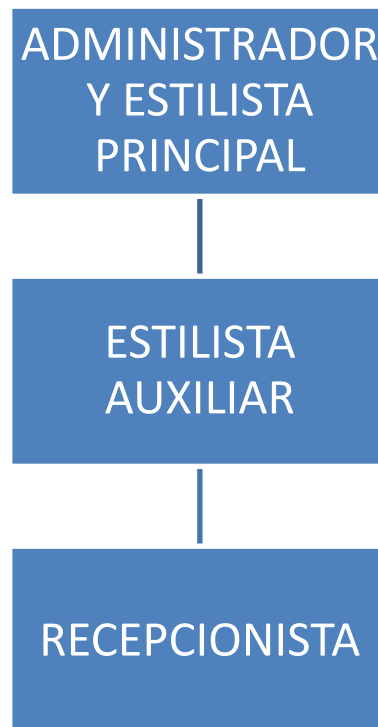 ADMINISTRADOR
Y ESTILISTA
PRINCIPAL
ESTILISTA
AUXILIAR
RECEPCIONISTA